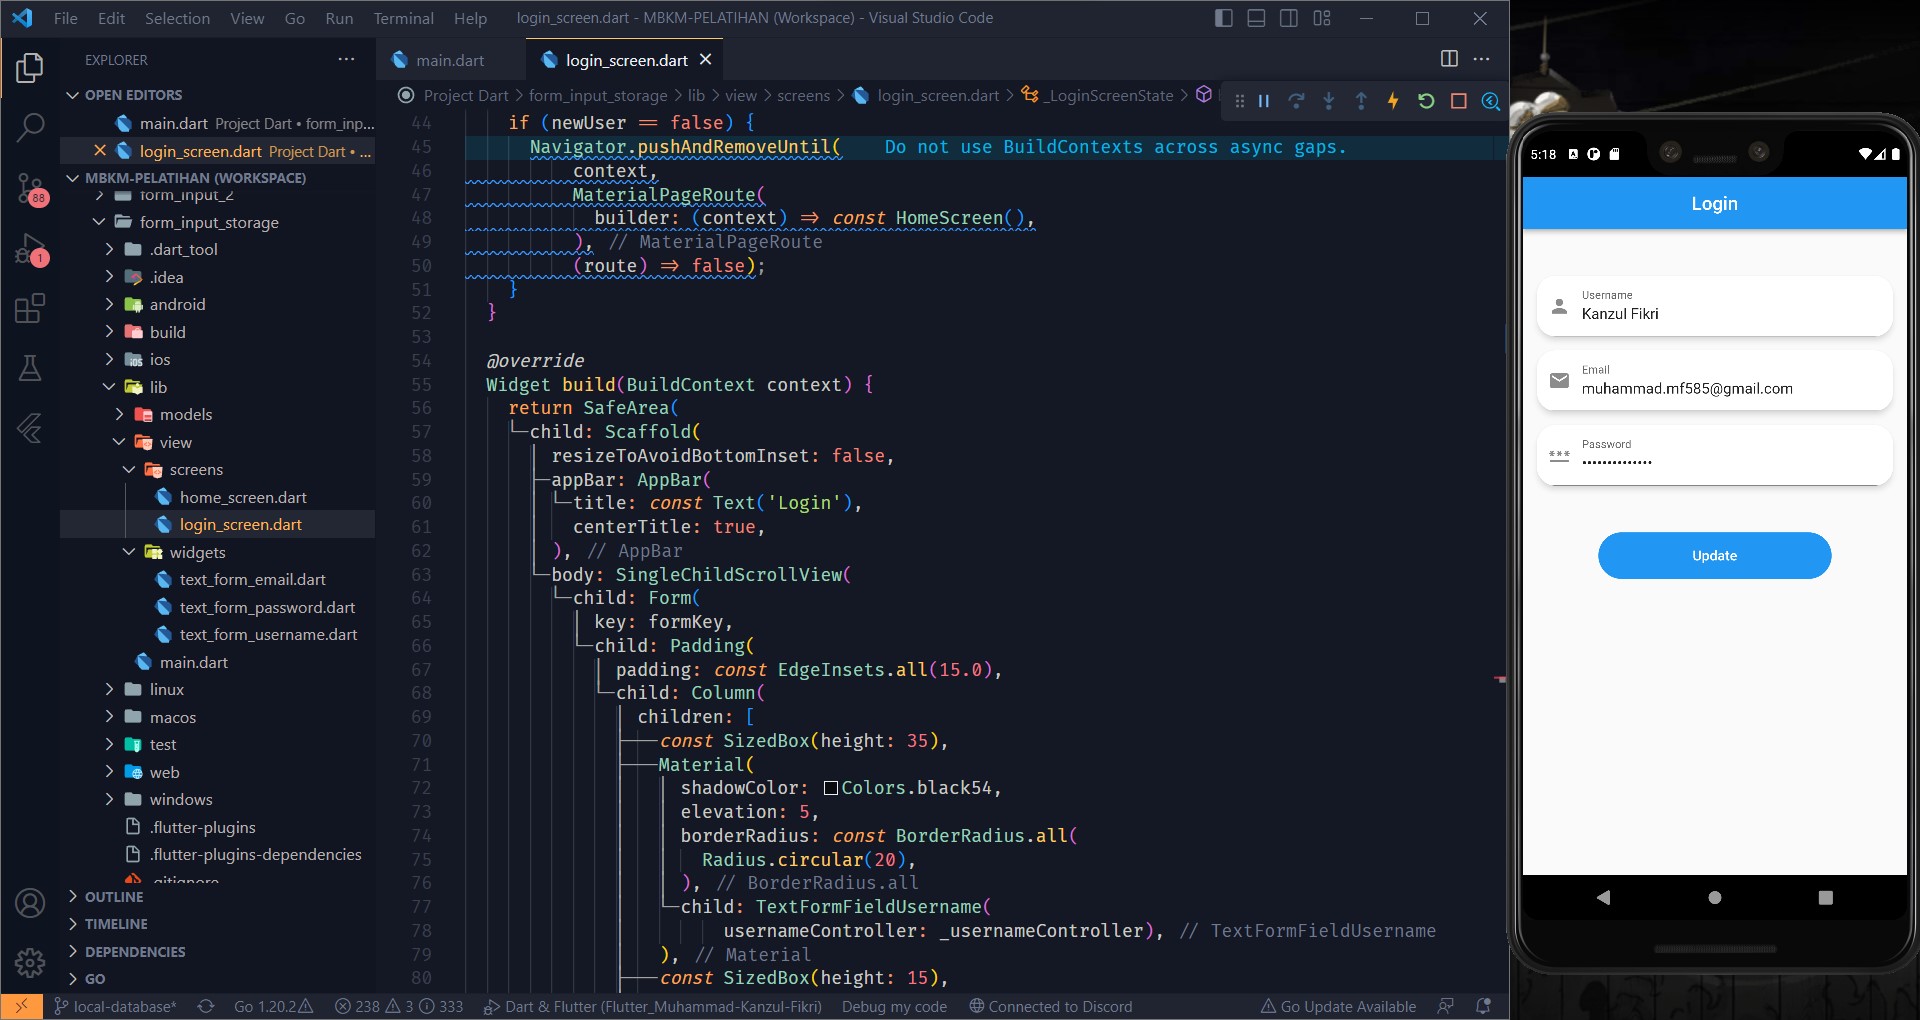 File Edit Selection View Go Run Terminal Help
login_screen.dart - MBKM-PELATIHAN (Workspace) - Visual Studio Code
EXPLORER
OPEN EDITORS
main.dart Project Dart • form_inp...
login_screen.dart Project Dart • ...
MBKM-PELATIHAN (WORKSPACE)
form_input_2
form_input_storage
.dart_tool
.idea
android
build
ios
lib
models
view
screens
home_screen.dart
login_screen.dart
widgets
text_form_email.dart
text_form_password.dart
text_form_username.dart
main.dart
linux
macos
test
web
windows
.flutter-plugins
.flutter-plugins-dependencies
.gitignore
OUTLINE
TIMELINE
DEPENDENCIES
GO
88
1
main.dart
login_screen.dart
Project Dart > form_input_storage > lib > view > screens > login_screen.dart > _LoginScreenState >
44 if (newUser == false) {
45 Navigator.pushAndRemoveUntil( Do not use BuildContexts across async gaps.
46 context,
47 MaterialPageRoute(
48 builder: (context) => const HomeScreen(),
49 ), // MaterialPageRoute
50 (route) => false);
51 }
52 }
53
54 @override
55 Widget build(BuildContext context) {
56 return SafeArea(
57 child: Scaffold(
58 resizeToAvoidBottomInset: false,
59 appBar: AppBar(
60 title: const Text('Login'),
61 centerTitle: true,
62 ), // AppBar
63 body: SingleChildScrollView(
64 child: Form(
65 key: formKey,
66 child: Padding(
67 padding: const EdgeInsets.all(15.0),
68 child: Column(
69 children: [
70 const SizedBox(height: 35),
71 Material(
72 shadowColor: Colors.black54,
73 elevation: 5,
74 borderRadius: const BorderRadius.all(
75 Radius.circular(20),
76 ), // BorderRadius.all
77 child: TextFormFieldUsername(
78 usernameController: _usernameController), // TextFormFieldUsername
79 ), // Material
80 const SizedBox(height: 15),
local-database* Go 1.20.2 238 3 333 Dart & Flutter (Flutter_Muhammad-Kanzul-Fikri) Debug my code Connected to Discord Go Update Available
5:18
Login
Username
Kanzul Fikri
Email
muhammad.mf585@gmail.com
Password
••••••••••••••
Update